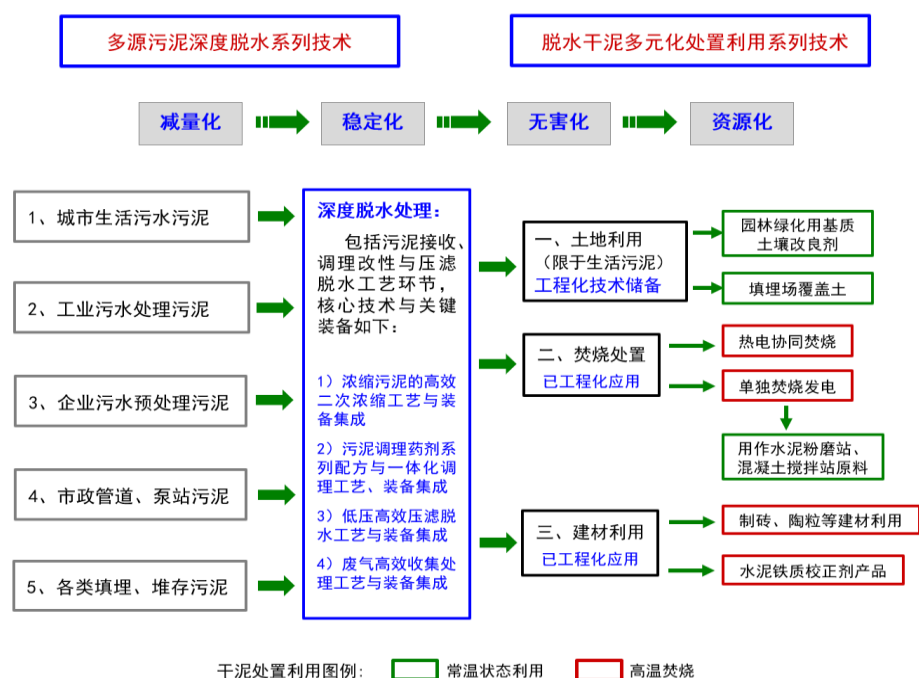 多源污泥深度脱水系列技术
脱水干泥多元化处置利用系列技术
减量化
稳定化
无害化
资源化
1、城市生活污水污泥
2、工业污水处理污泥
3、企业污水预处理污泥
4、市政管道、泵站污泥
5、各类填埋、堆存污泥
深度脱水处理：
包括污泥接收、
调理改性与压滤
脱水工艺环节，
核心技术与关键
装备如下：
1）浓缩污泥的高效
二次浓缩工艺与装
备集成
2）污泥调理药剂系
列配方与一体化调
理工艺、装备集成
3）低压高效压滤脱
水工艺与装备集成
4）废气高效收集处
理工艺与装备集成
一、土地利用
（限于生活污泥）
工程化技术储备
园林绿化用基质
土壤改良剂
填埋场覆盖土
二、焚烧处置
已工程化应用
热电协同焚烧
单独焚烧发电
用作水泥粉磨站、
混凝土搅拌站原料
三、建材利用
已工程化应用
制砖、陶粒等建材利用
水泥铁质校正剂产品
干泥处置利用图例：
常温状态利用
高温焚烧